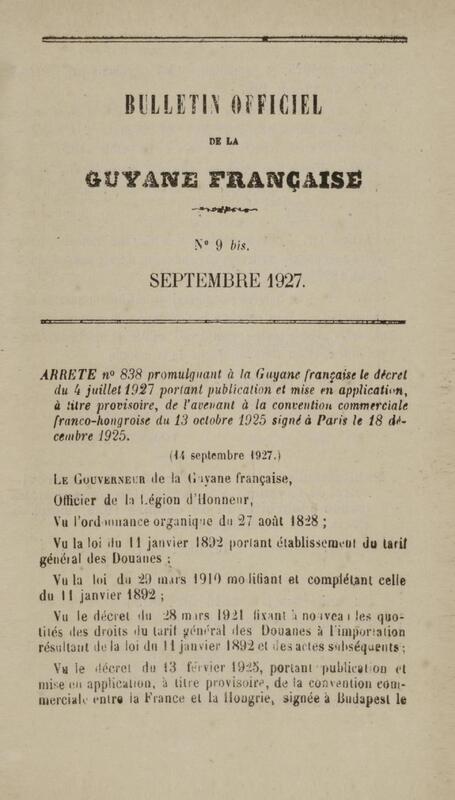 BULLETIN OFFICIEL
DE LA
GUYANE FRANÇAISE
N° 9 bis.
SEPTEMBRE 1927.
ARRETE n° 838 promulguant à la Guyane française le décret
du 4 juillet 1927 portant publication et mise en application,
à titre provisoire, de l'avenant à la convention commerciale
franco-hongroise du 13 octobre 1925 signé à Paris le 18 dé-
cembre 1925.
(14 septembre 1927.)
LE GOUVERNEUR de la Guyane française,
Officier de la Légion d'Honneur,
Vu l'ordonnance organique du 27 août 1828 ;
Vu la loi du 11 janvier 1892 portant établissement du tarif
général des Douanes ;
Vu la loi du 29 mars 1910 modifiant et complétant celle
du 11 janvier 1892 ;
Vu le décret du 28 mars 1921 fixant à nouveau les quo-
tités des droits du tarif général des Douanes à l'importation
résultant de la loi du 11 janvier 1892 et des actes subséquents ;
Vu le décret du 13 février 1925, portant publication et
mise en application, à titre provisoire, de la convention com-
merciale entre la France et la Hongrie, signée à Budapest le